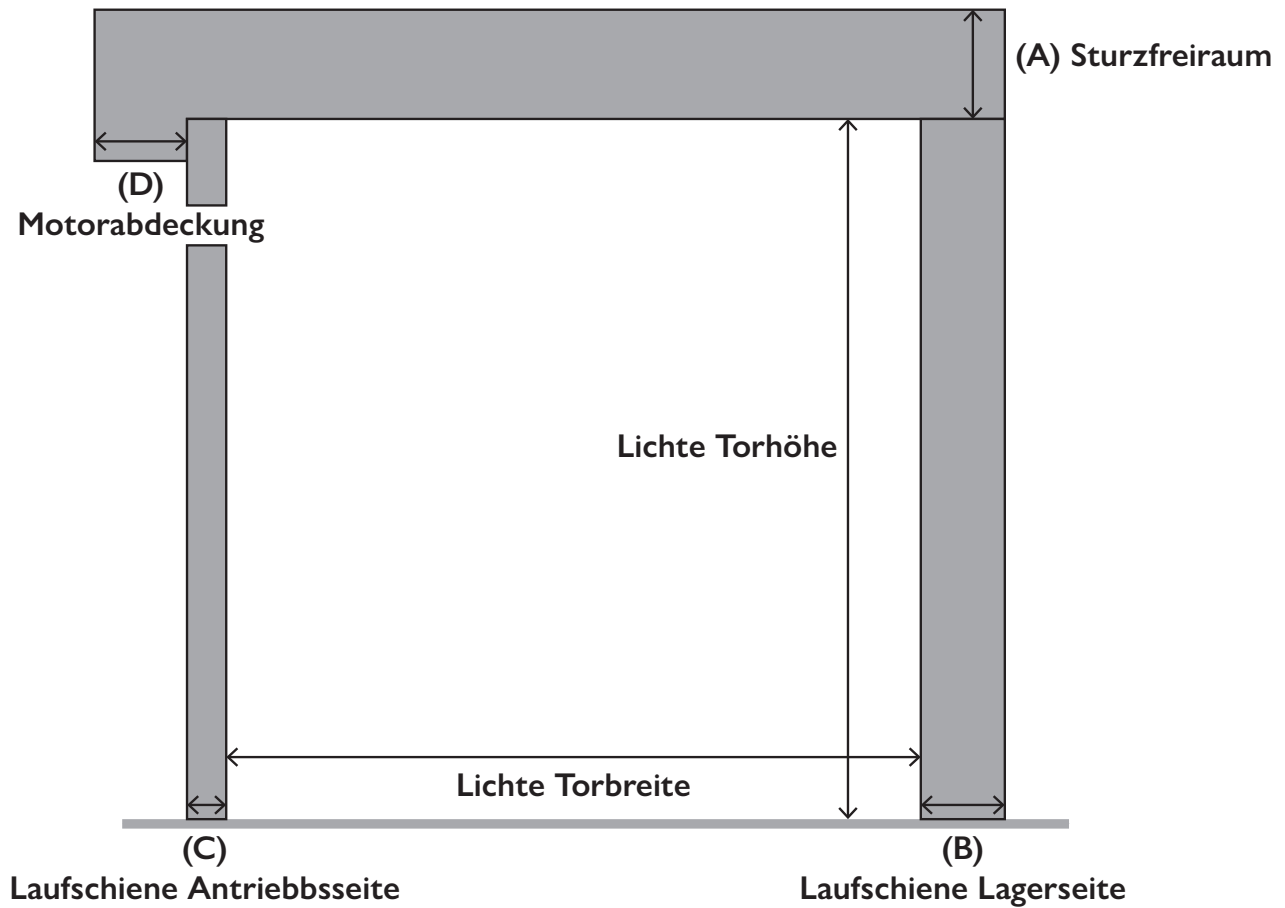 (A) Sturzfreiraum
(D)
Motorabdeckung
Lichte Torhöhe
Lichte Torbreite
(C)
Laufschiene Antriebbsseite
(B)
Laufschiene Lagerseite